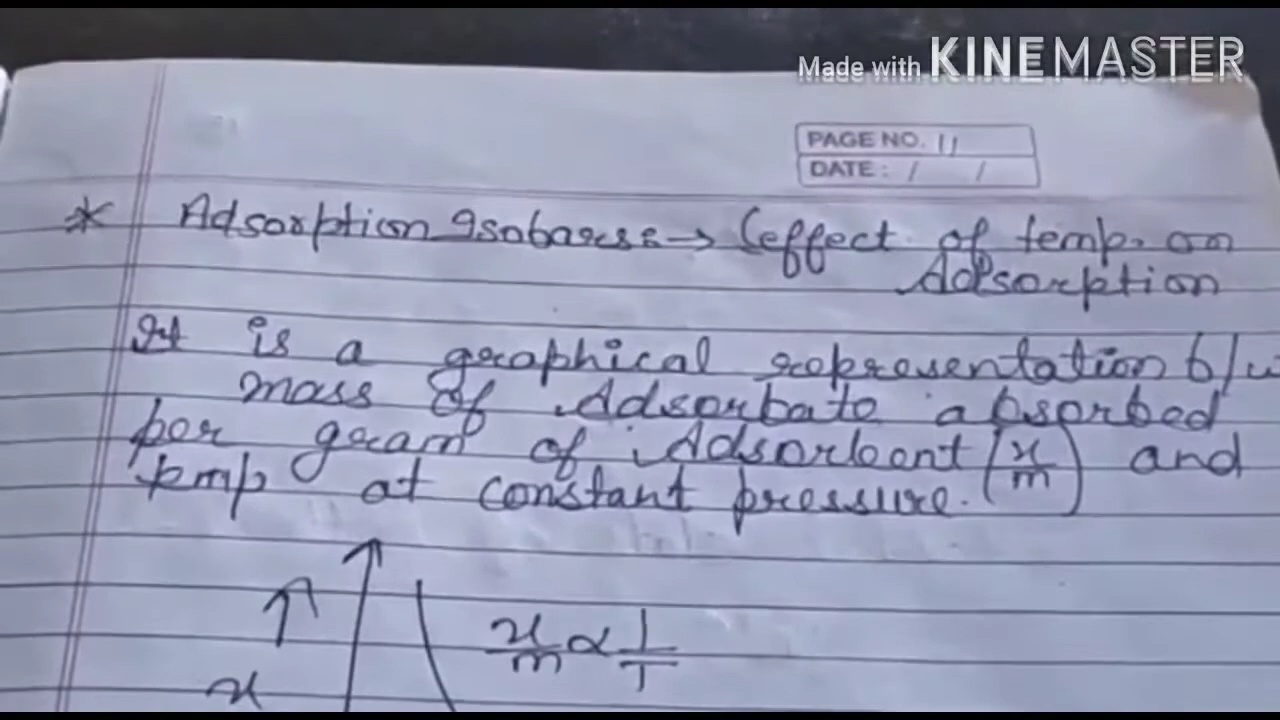 Made with KINEMASTER
PAGE NO. 11
DATE : / /
* Adsorption Isobars :→ (effect of temp. on
Adsorption
It is a graphical representation b/w
mass of Adsorbate absorbed
per gram of Adsorbent (x/m) and
temp at constant pressure.
x/m ∝ 1/T
x